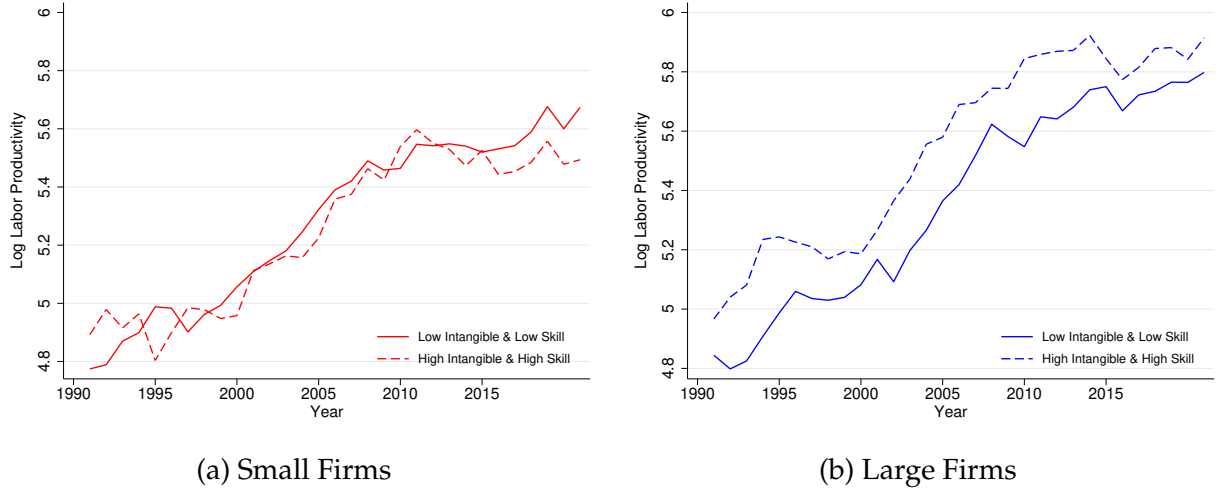 6
5.8
5.6
5.4
5.2
5
4.8
Log Labor Productivity
1990
1995
2000
2005
2010
2015
Year
Low Intangible & Low Skill
High Intangible & High Skill
(a) Small Firms
6
5.8
5.6
5.4
5.2
5
4.8
Log Labor Productivity
1990
1995
2000
2005
2010
2015
Year
Low Intangible & Low Skill
High Intangible & High Skill
(b) Large Firms